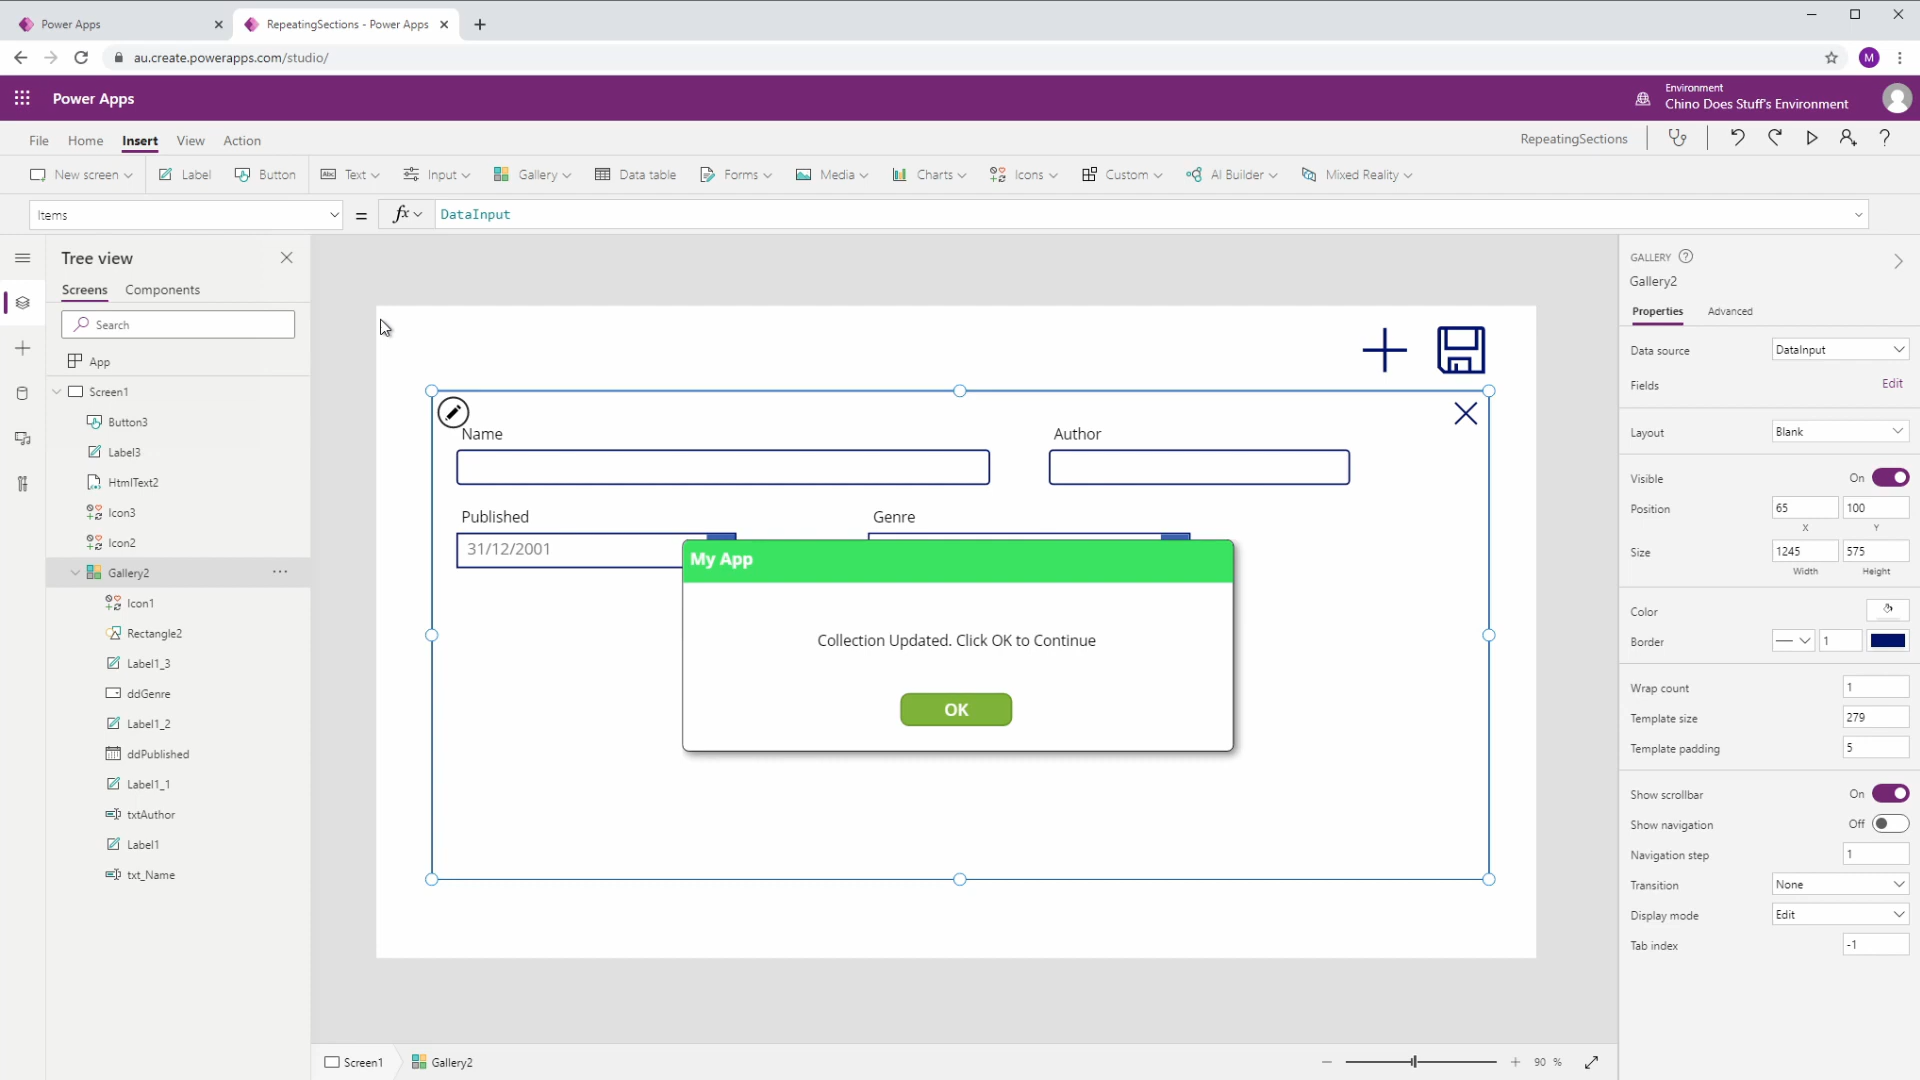 Power Apps
RepeatingSections - Power Apps
au.create.powerapps.com/studio/
M
Power Apps
Environment
Chino Does Stuff's Environment
File Home Insert View Action
RepeatingSections
New screen Label Button Text Input Gallery Data table Forms Media Charts Icons Custom AI Builder Mixed Reality
Items = fx DataInput
Tree view
Screens Components
Search
App
Screen1
Button3
Label3
HtmlText2
Icon3
Icon2
Gallery2
Icon1
Rectangle2
Label1_3
ddGenre
Label1_2
ddPublished
Label1_1
txtAuthor
Label1
txt_Name
Name
Author
Published
Genre
31/12/2001
My App
Collection Updated. Click OK to Continue
OK
Screen1 Gallery2
90 %
GALLERY
Gallery2
Properties Advanced
Data source DataInput
Fields Edit
Layout Blank
Visible On
Position 65 100
X Y
Size 1245 575
Width Height
Color
Border 1
Wrap count 1
Template size 279
Template padding 5
Show scrollbar On
Show navigation Off
Navigation step 1
Transition None
Display mode Edit
Tab index -1